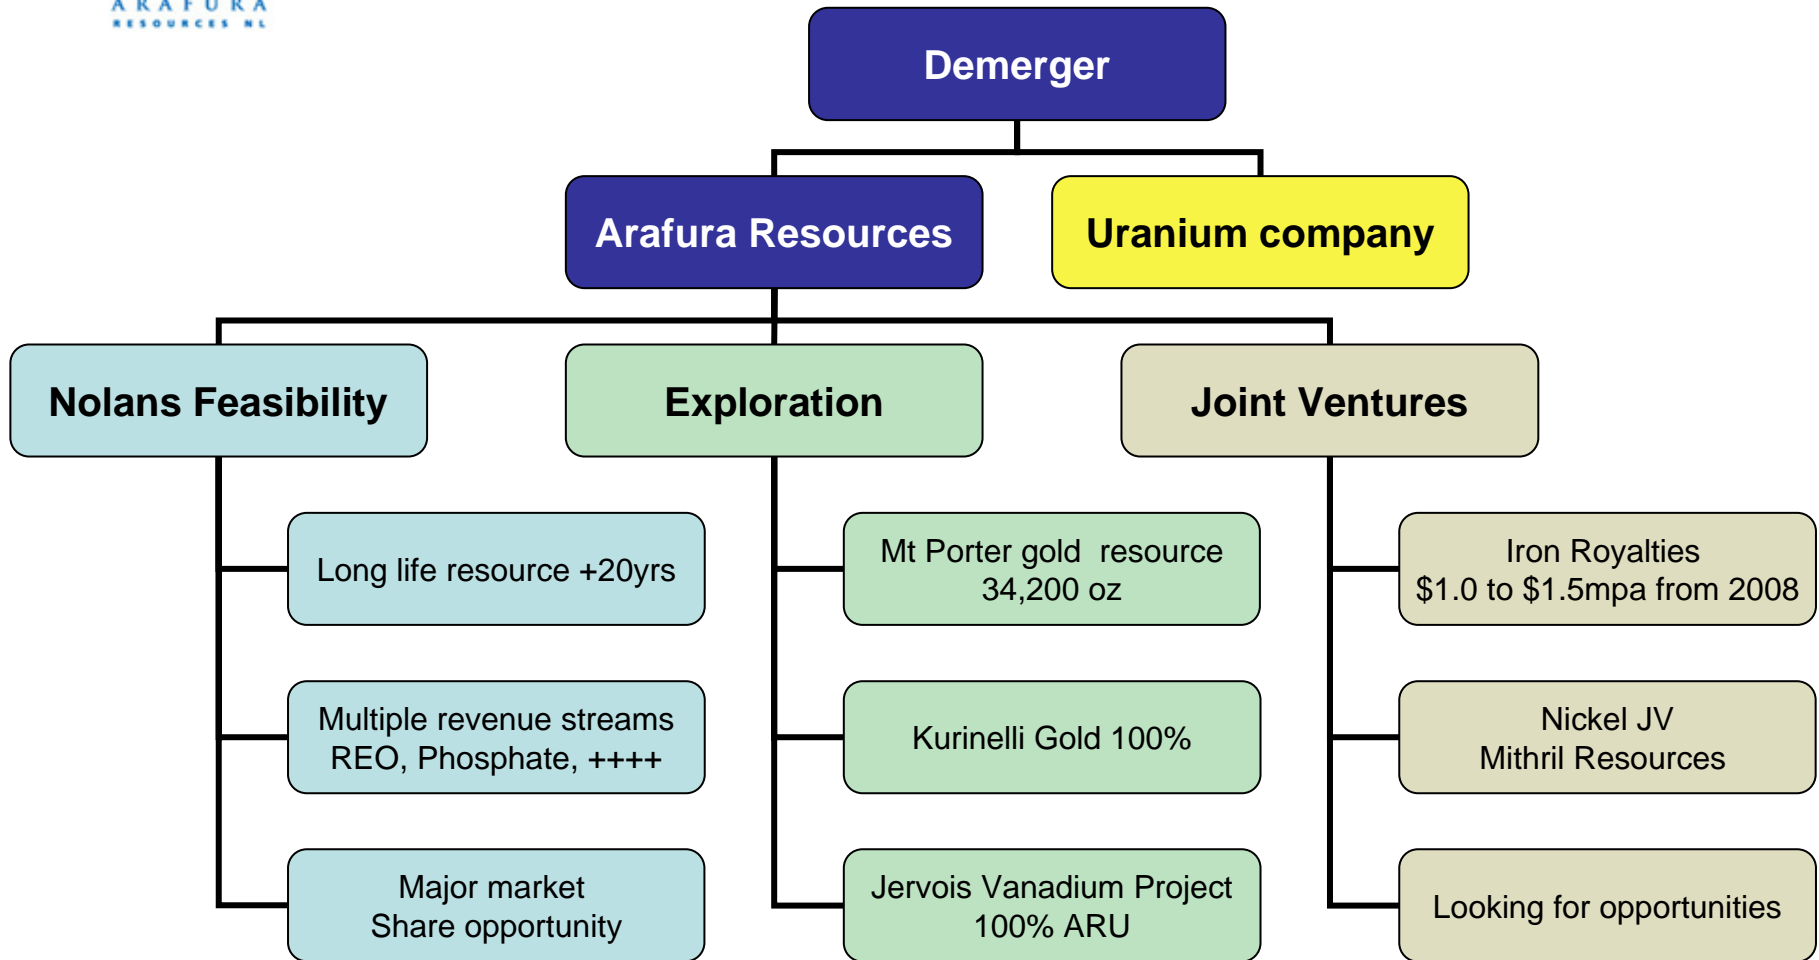 ARAFURA
RESOURCES NL
Demerger
Arafura Resources
Uranium company
Nolans Feasibility
Exploration
Joint Ventures
Long life resource +20yrs
Mt Porter gold  resource
34,200 oz
Iron Royalties
$1.0 to $1.5mpa from 2008
Multiple revenue streams
REO, Phosphate, ++++
Kurinelli Gold 100%
Nickel JV
Mithril Resources
Major market
Share opportunity
Jervois Vanadium Project
100% ARU
Looking for opportunities